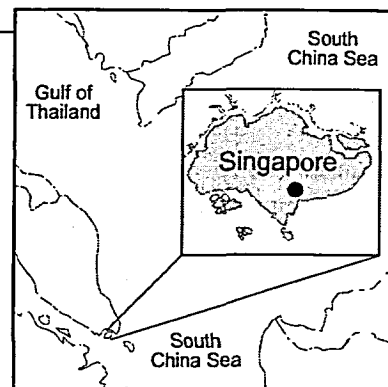 South
China Sea
Gulf of
Thailand
Singapore
South
China Sea